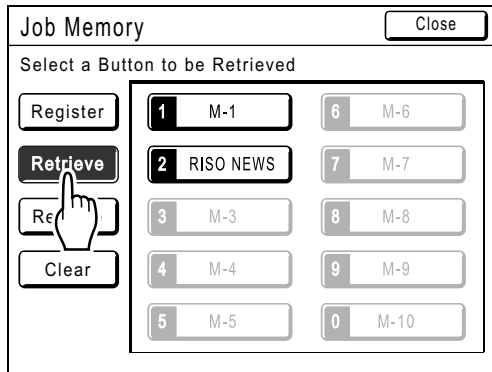 Job Memory
Close
Select a Button to be Retrieved
Register
Retrieve
Clear
1 M-1
2 RISO NEWS
3 M-3
4 M-4
5 M-5
6 M-6
7 M-7
8 M-8
9 M-9
0 M-10